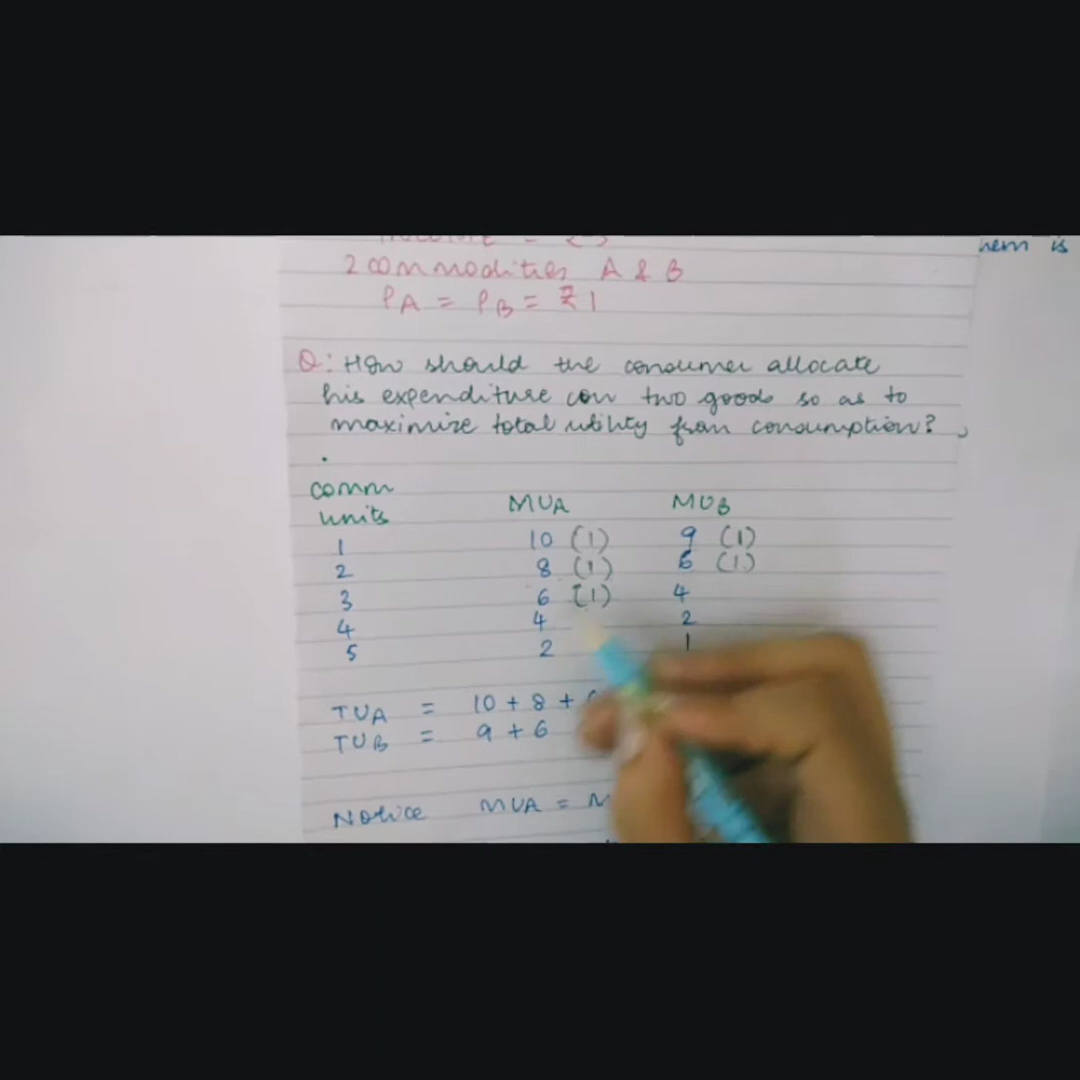 hem is
2 commodities A & B
PA = PB = ₹1
Q: How should the consumer allocate
his expenditure on two goods so as to
maximize total utility from consumption?
comm units MUA MUB
1 10 (1) 9 (1)
2 8 (1) 6 (1)
3 6 (1) 4
4 4 2
5 2 1
TUA = 10 + 8 +
TUB = 9 + 6
Notice MUA =